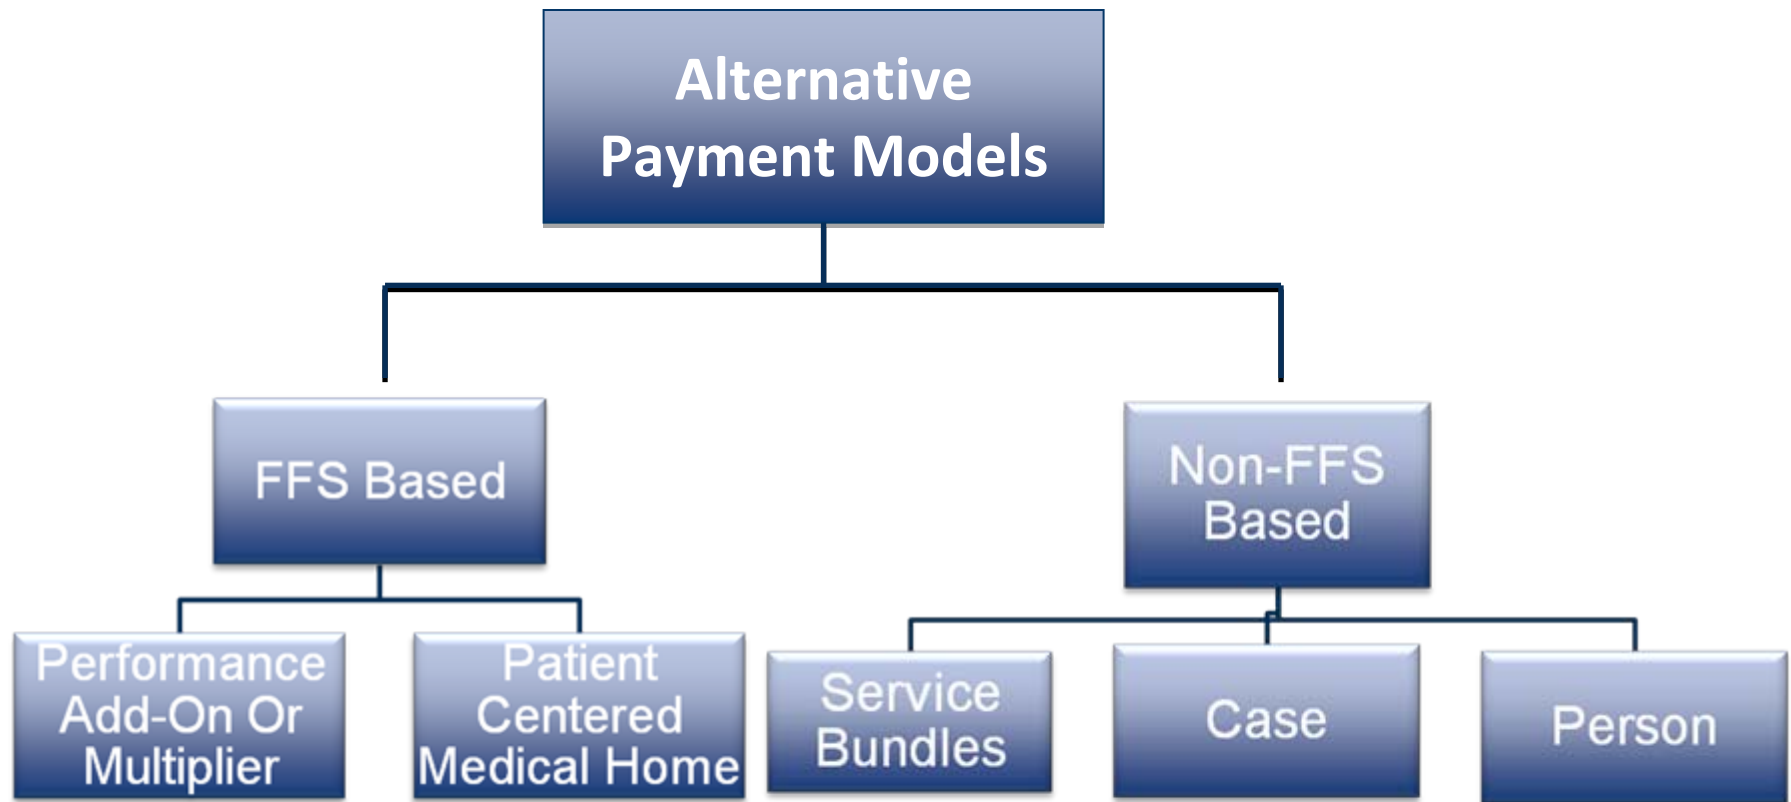 Alternative
Payment Models
FFS Based
Non-FFS
Based
Performance
Add-On Or
Multiplier
Patient
Centered
Medical Home
Service
Bundles
Case
Person